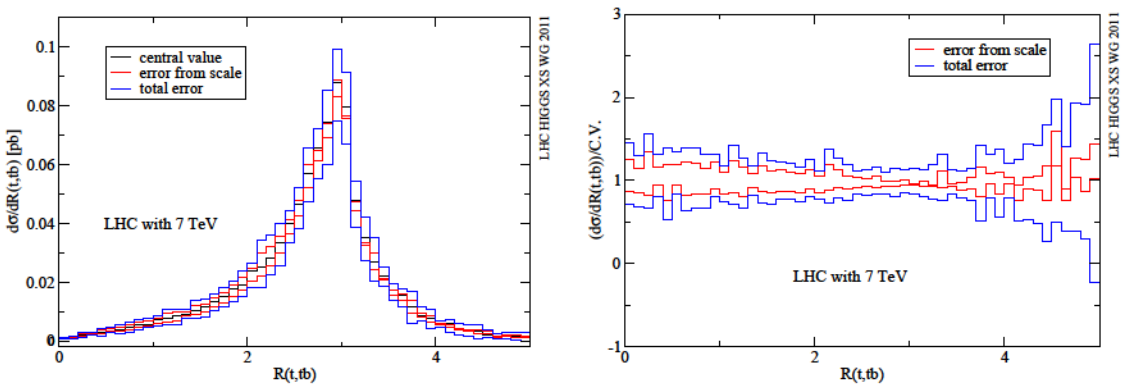 0.1
0.08
0.06
0.04
0.02
0
dσ/dR(t,tb) [pb]
central value
error from scale
total error
LHC with 7 TeV
0
2
4
R(t,tb)
LHC HIGGS XS WG 2011
3
2
1
0
-1
(dσ/dR(t,tb))/C.V.
error from scale
total error
LHC with 7 TeV
0
2
4
R(t,tb)
LHC HIGGS XS WG 2011